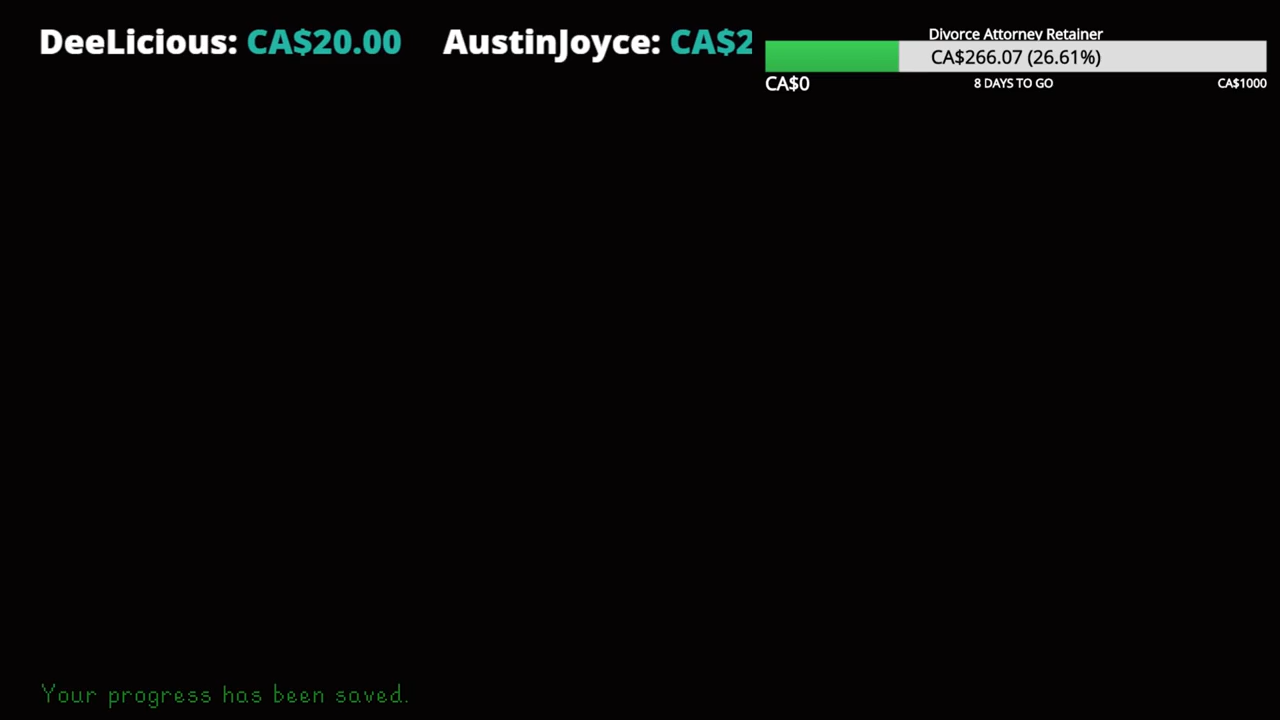 DeeLicious: CA$20.00 AustinJoyce: CA$2
Divorce Attorney Retainer
CA$266.07 (26.61%)
CA$0 8 DAYS TO GO CA$1000
Your progress has been saved.